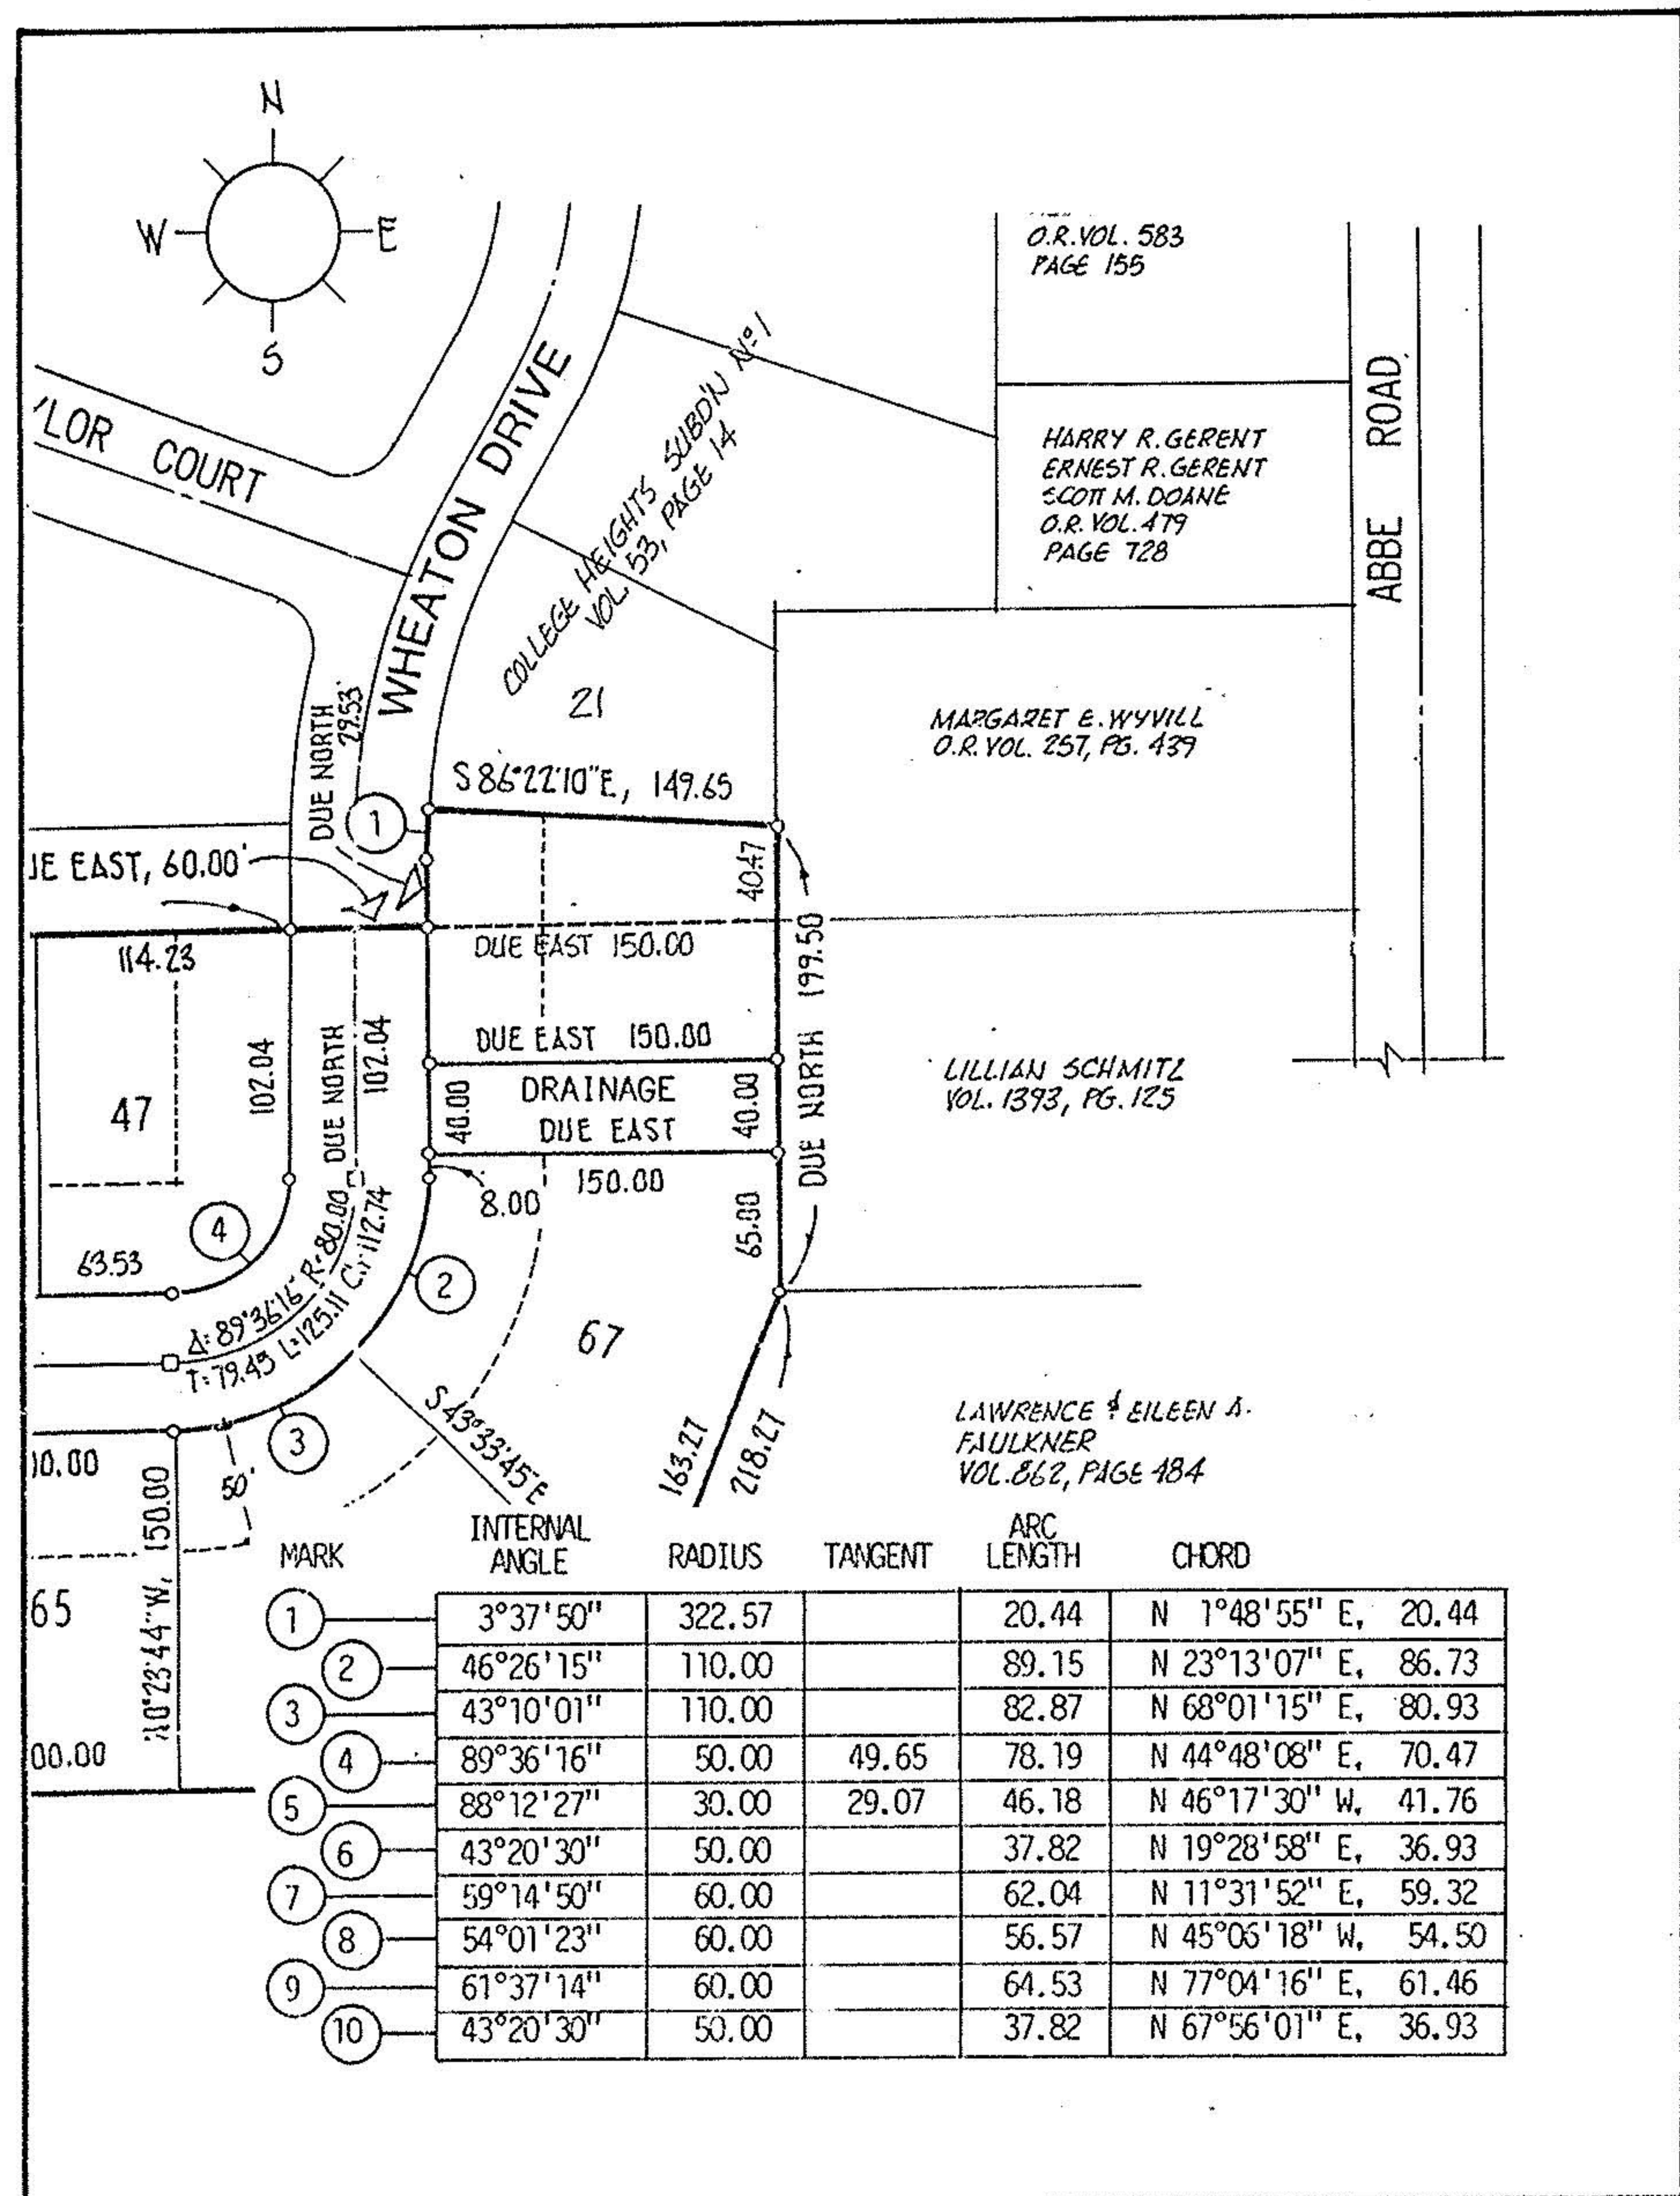 N
W
E
S
O.R. VOL. 583
PAGE 155
COURT
WHEATON DRIVE
COLLEGE HEIGHTS SUBD'N Nº 1
VOL. 53, PAGE 14
HARRY R. GERENT
ERNEST R. GERENT
SCOTT M. DOANE
O.R. VOL. 479
PAGE 728
ABBE ROAD
21
MARGARET E. WYVILL
O.R. VOL. 257, PG. 439
DUE NORTH
29.53'
S 86°22'10" E, 149.65
1
EAST, 60.00'
40.47
DUE EAST 150.00
114.23
DUE NORTH 199.50
DUE EAST 150.00
102.04
DUE NORTH
102.04
47
DRAINAGE
DUE EAST
40.00
40.00
LILLIAN SCHMITZ
VOL. 1393, PG. 125
150.00
8.00
65.00
4
63.53
2
Δ=89°36'16" R=80.00
T=79.45 L=125.11 C=112.74
67
3
S 43°33'45" E
163.27
218.27
LAWRENCE & EILEEN A.
FAULKNER
VOL. 862, PAGE 484
50'
150.00
65
00.00
MARK INTERNAL ANGLE RADIUS TANGENT ARC LENGTH CHORD
1 3°37'50" 322.57 20.44 N 1°48'55" E, 20.44
2 46°26'15" 110.00 89.15 N 23°13'07" E, 86.73
3 43°10'01" 110.00 82.87 N 68°01'15" E, 80.93
4 89°36'16" 50.00 49.65 78.19 N 44°48'08" E, 70.47
5 88°12'27" 30.00 29.07 46.18 N 46°17'30" W, 41.76
6 43°20'30" 50.00 37.82 N 19°28'58" E, 36.93
7 59°14'50" 60.00 62.04 N 11°31'52" E, 59.32
8 54°01'23" 60.00 56.57 N 45°06'18" W, 54.50
9 61°37'14" 60.00 64.53 N 77°04'16" E, 61.46
10 43°20'30" 50.00 37.82 N 67°56'01" E, 36.93